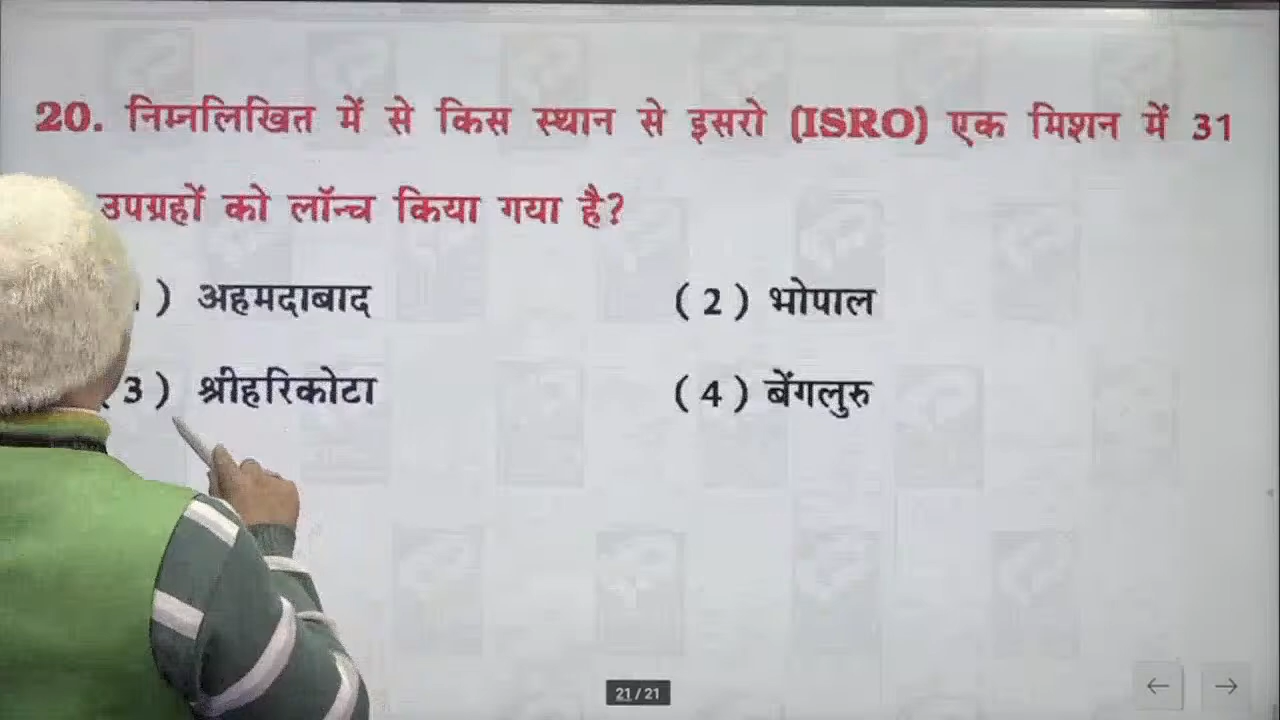 20. निम्नलिखित में से किस स्थान से इसरो (ISRO) एक मिशन में 31
उपग्रहों को लॉन्च किया गया है?
) अहमदाबाद (2) भोपाल
3) श्रीहरिकोटा (4) बेंगलुरु
21/21